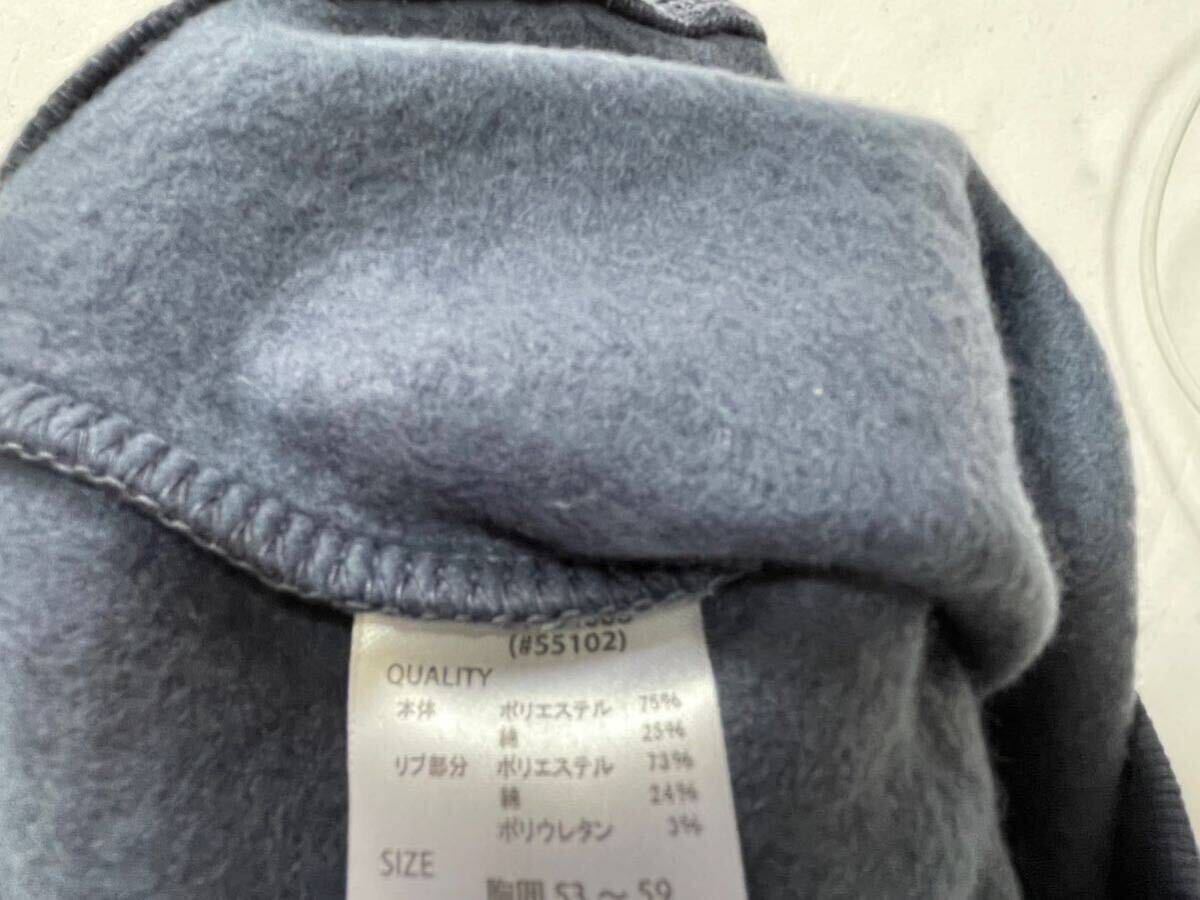 (#55102)
QUALITY
本体 ポリエステル 75%
綿 25%
リブ部分 ポリエステル 73%
綿 24%
ポリウレタン 3%
SIZE
胸囲 53 ～ 59